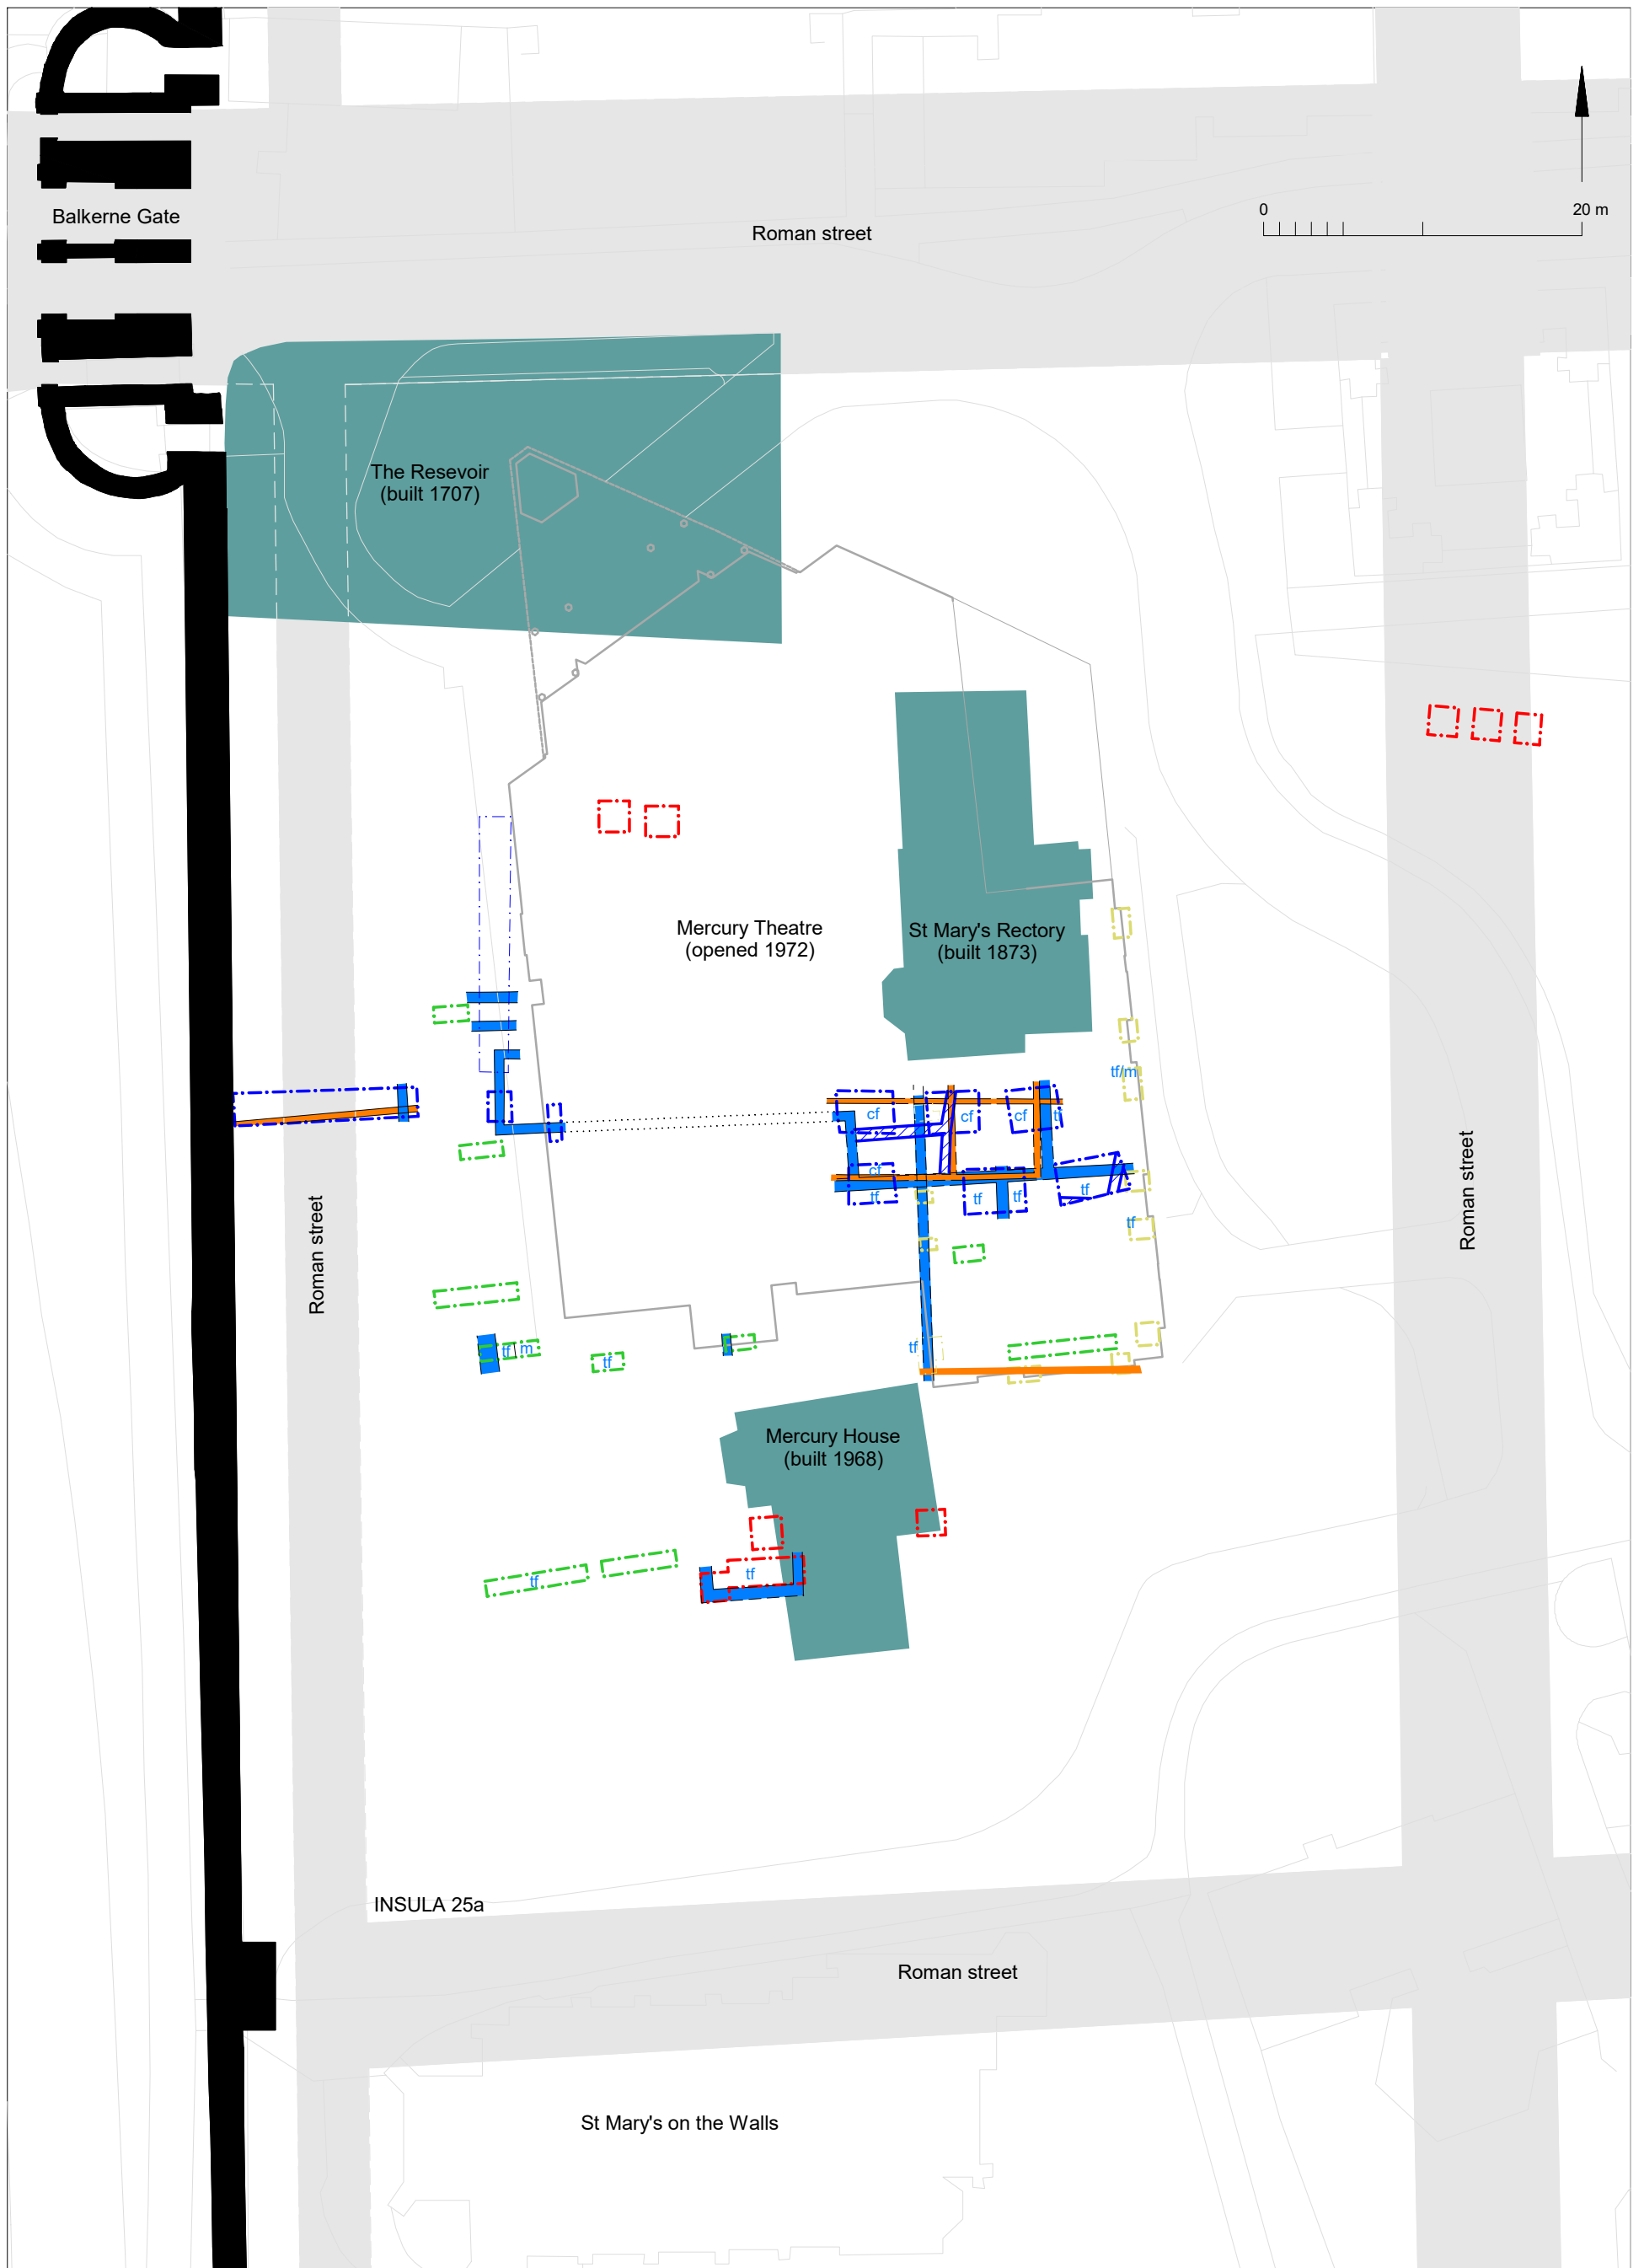 0
20 m
Balkerne Gate
Roman street
The Resevoir
(built 1707)
Mercury Theatre
(opened 1972)
St Mary's Rectory
(built 1873)
tf/m
cf
cf
cf
tf
cf
tf
tf
tf
tf
tf
Roman street
Roman street
tf
tf
m
tf
Mercury House
(built 1968)
tf
tf
INSULA 25a
Roman street
St Mary's on the Walls